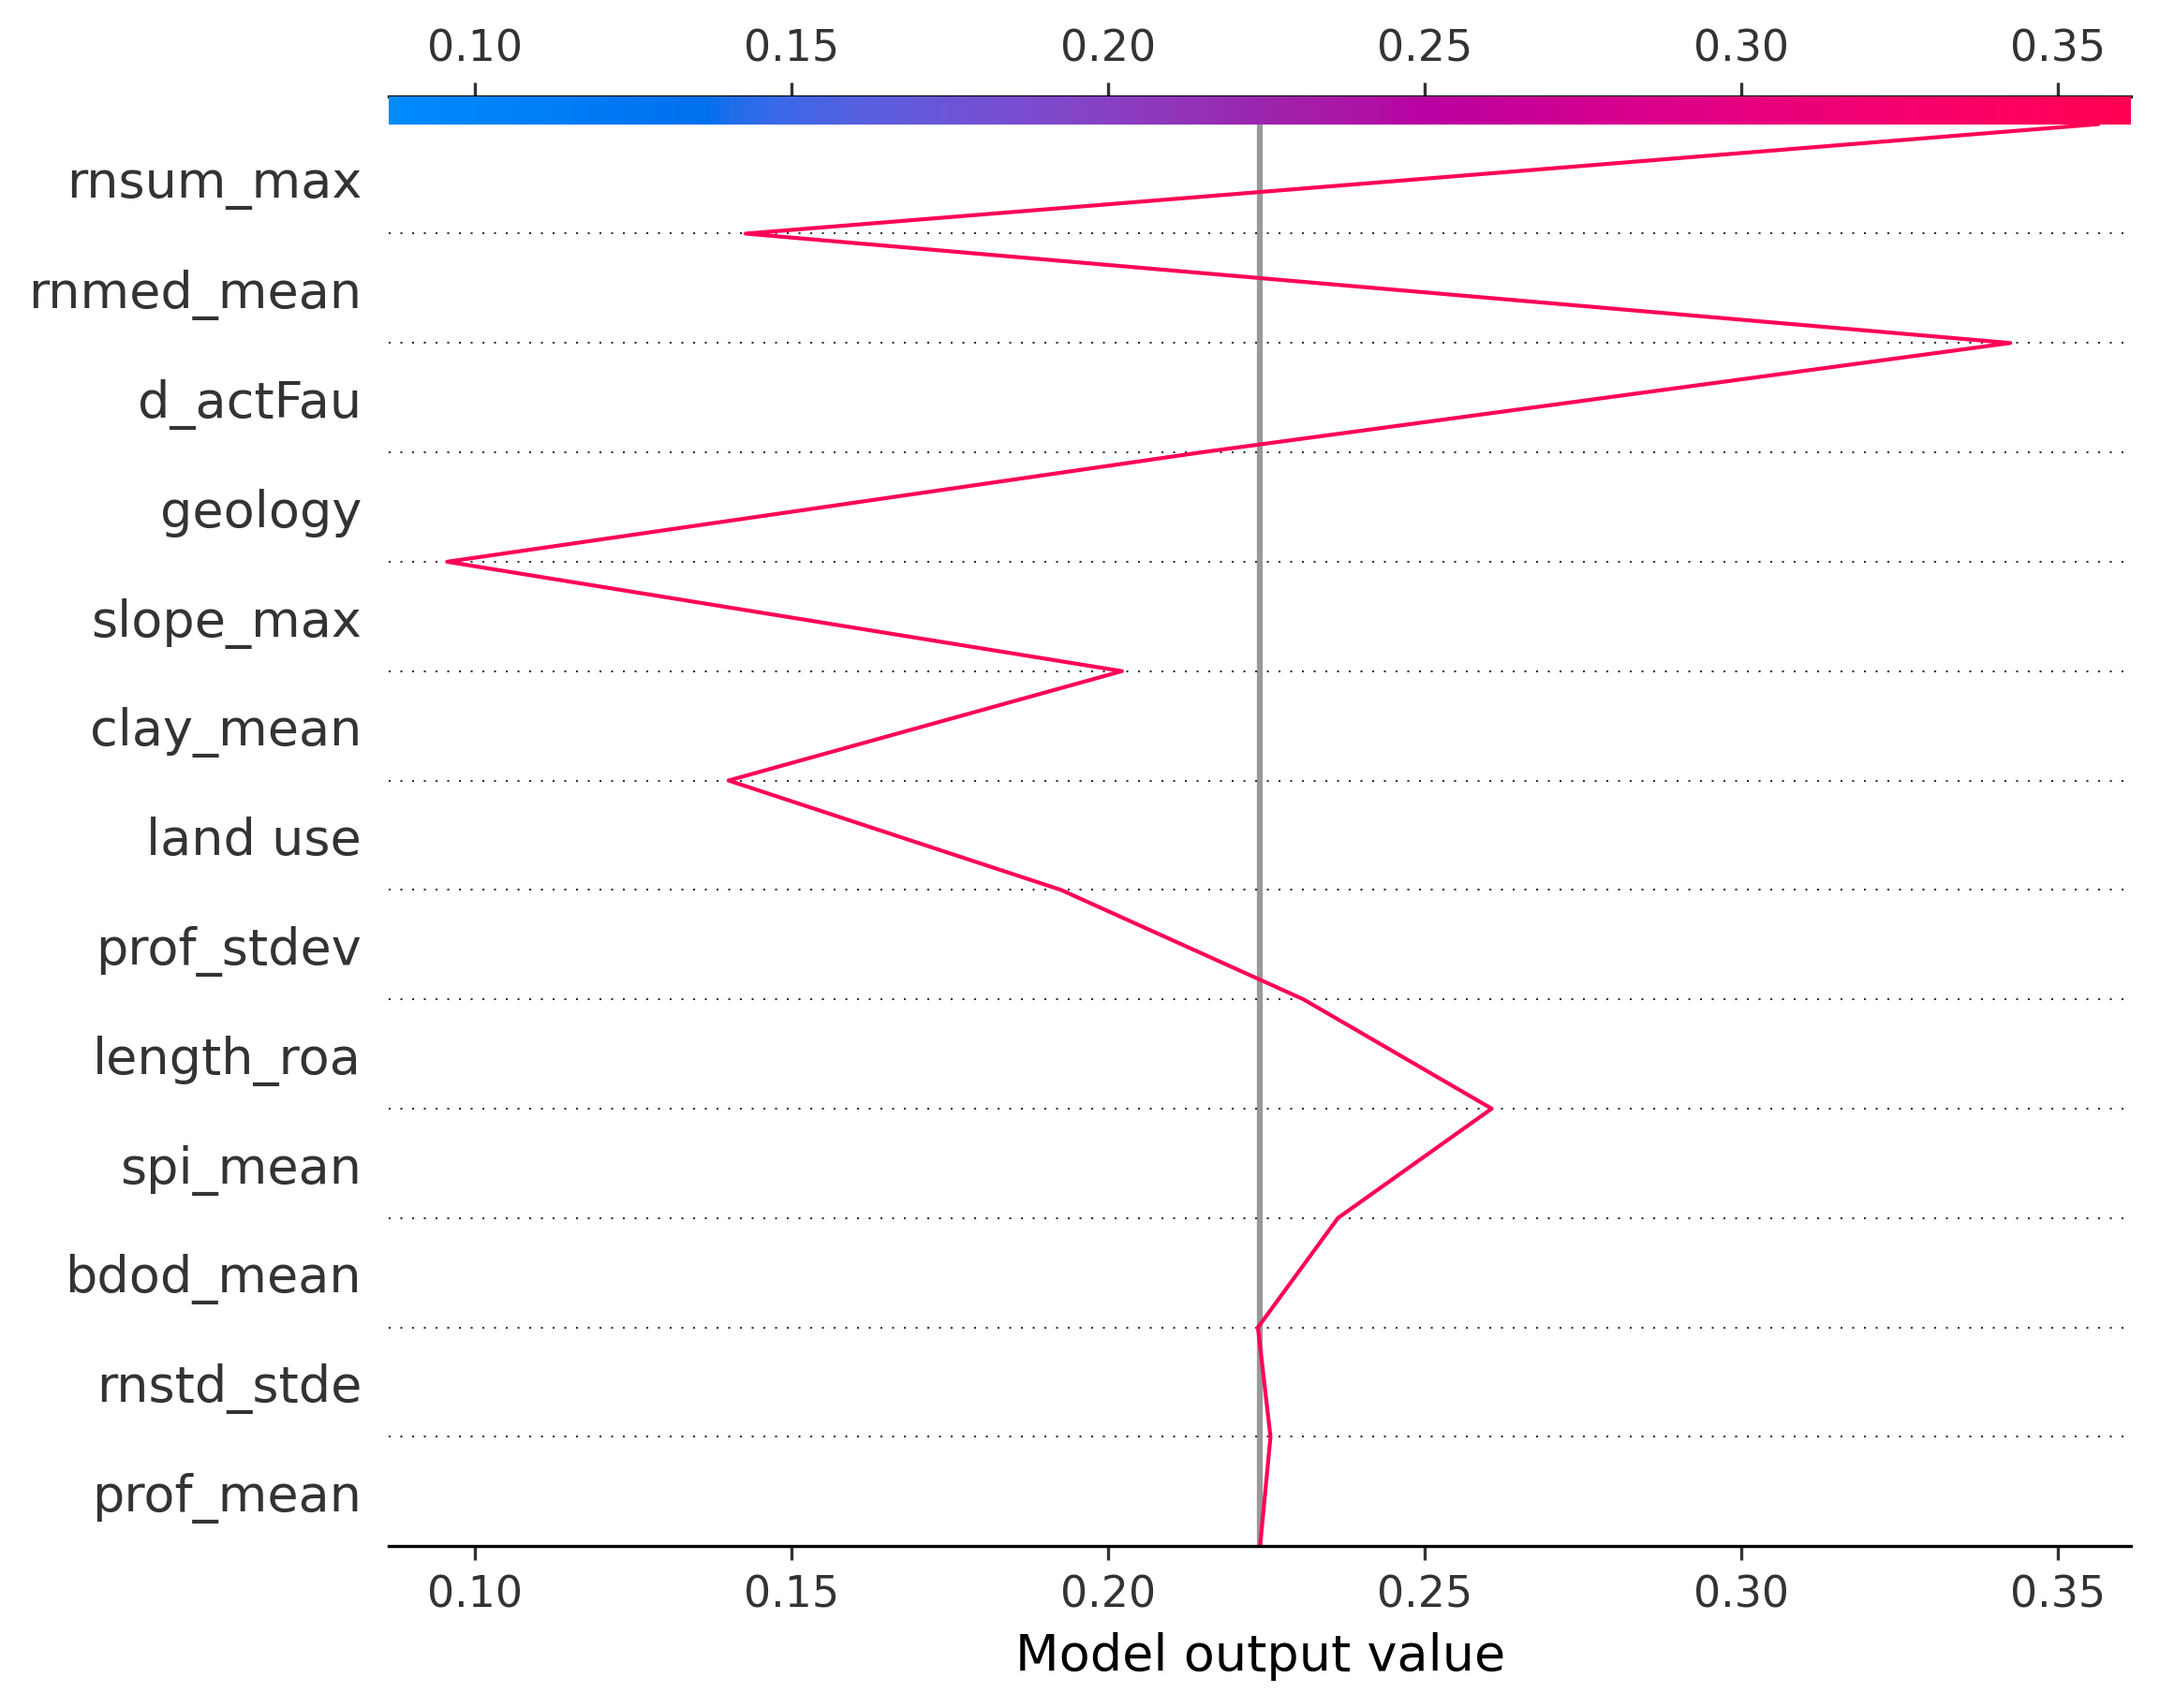 0.10 0.15 0.20 0.25 0.30 0.35
rnsum_max
rnmed_mean
d_actFau
geology
slope_max
clay_mean
land use
prof_stdev
length_roa
spi_mean
bdod_mean
rnstd_stde
prof_mean
0.10 0.15 0.20 0.25 0.30 0.35
Model output value